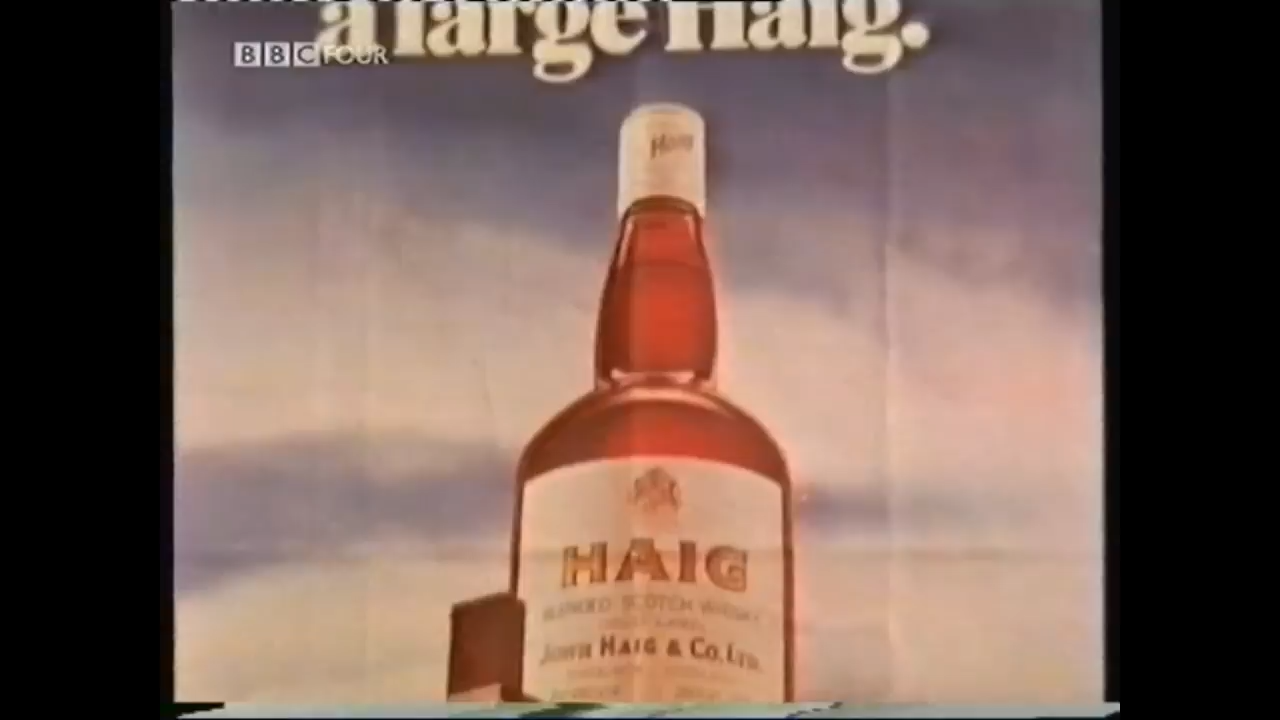 a large Haig.
BBC FOUR
Haig
HAIG
BLENDED SCOTCH WHISKY
JOHN HAIG & CO. LTD.